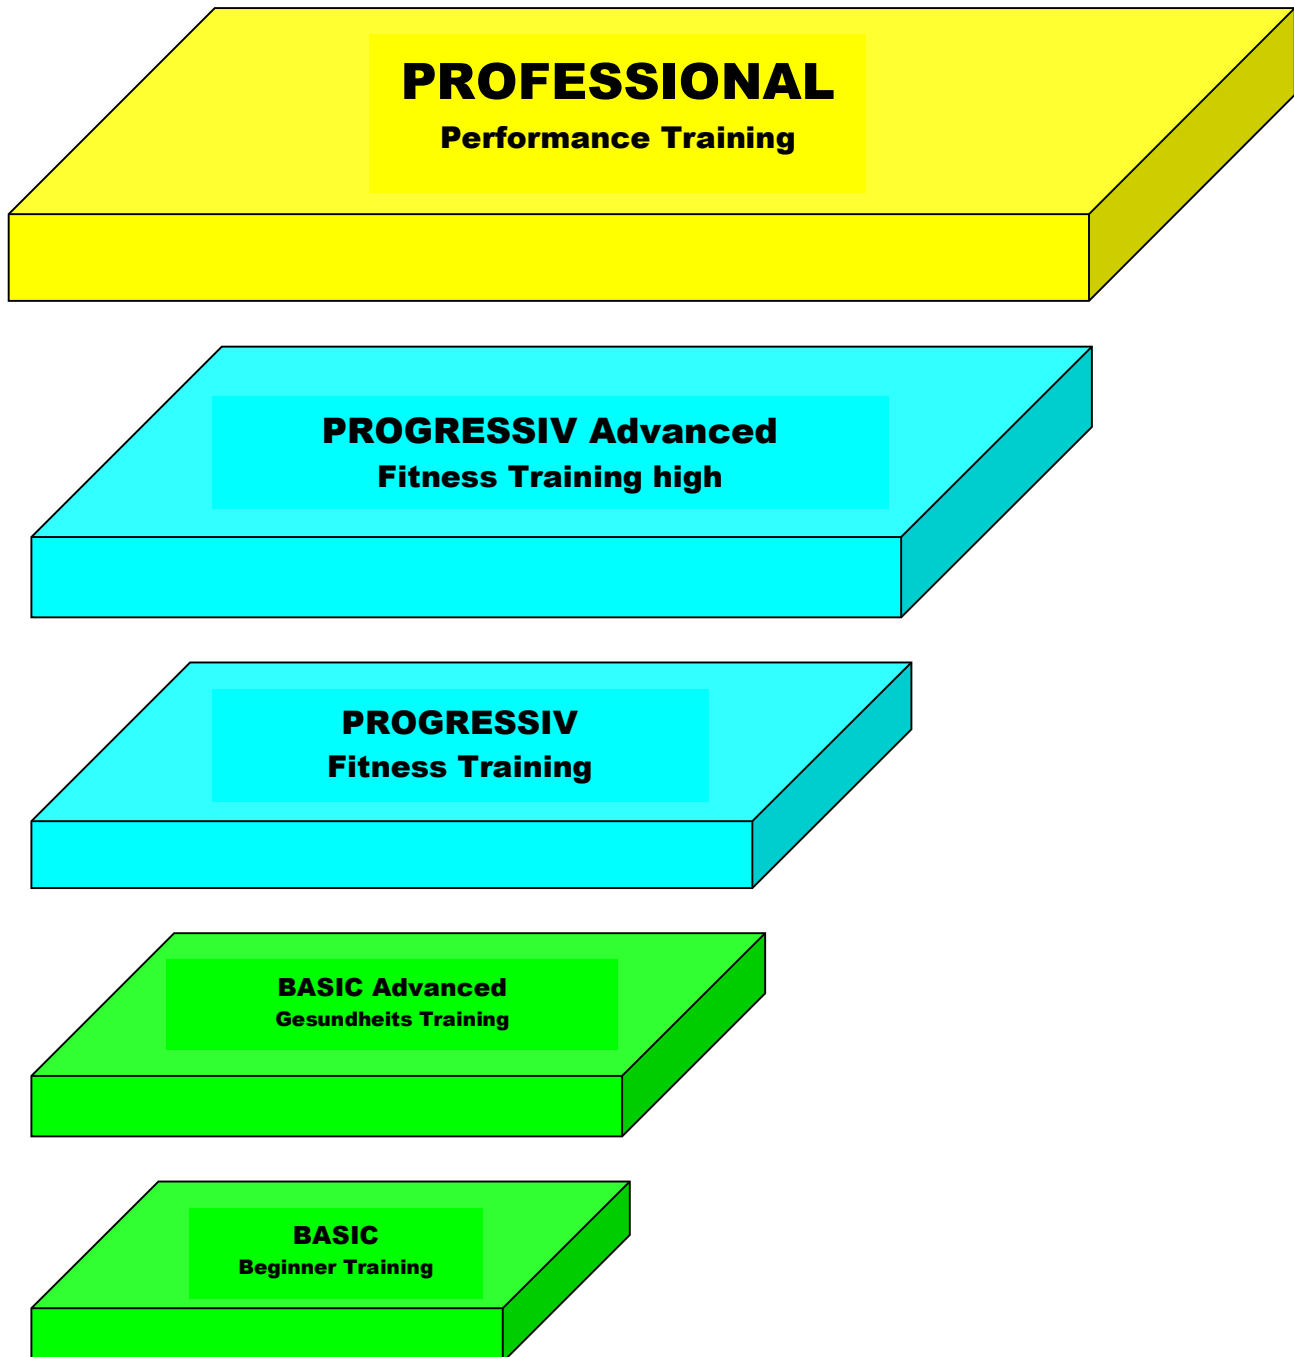 PROFESSIONAL
Performance Training
PROGRESSIV Advanced
Fitness Training high
PROGRESSIV
Fitness Training
BASIC Advanced
Gesundheits Training
BASIC
Beginner Training